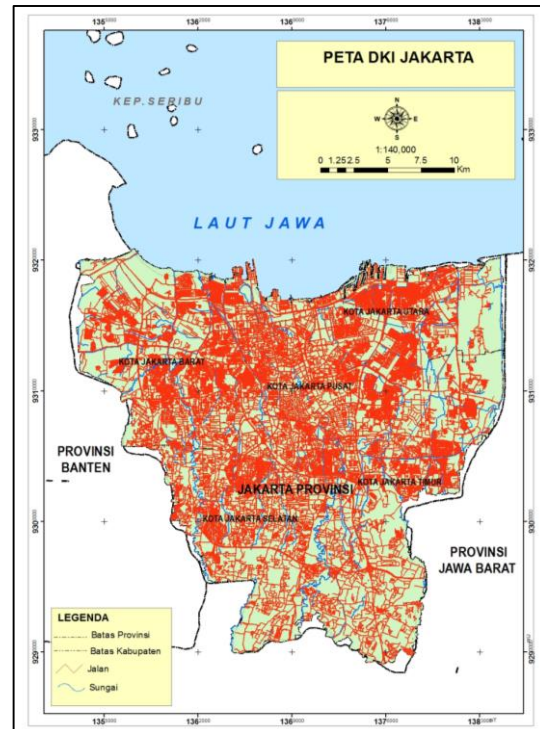 PETA DKI JAKARTA
KEP.SERIBU
N
W E
S
1:140,000
0 1.25 2.5 5 7.5 10
Km
LAUT JAWA
KOTA JAKARTA UTARA
KOTA JAKARTA BARAT
KOTA JAKARTA PUSAT
PROVINSI
BANTEN
KOTA JAKARTA TIMUR
JAKARTA PROVINSI
KOTA JAKARTA SELATAN
PROVINSI
JAWA BARAT
LEGENDA
Batas Provinsi
Batas Kabupaten
Jalan
Sungai